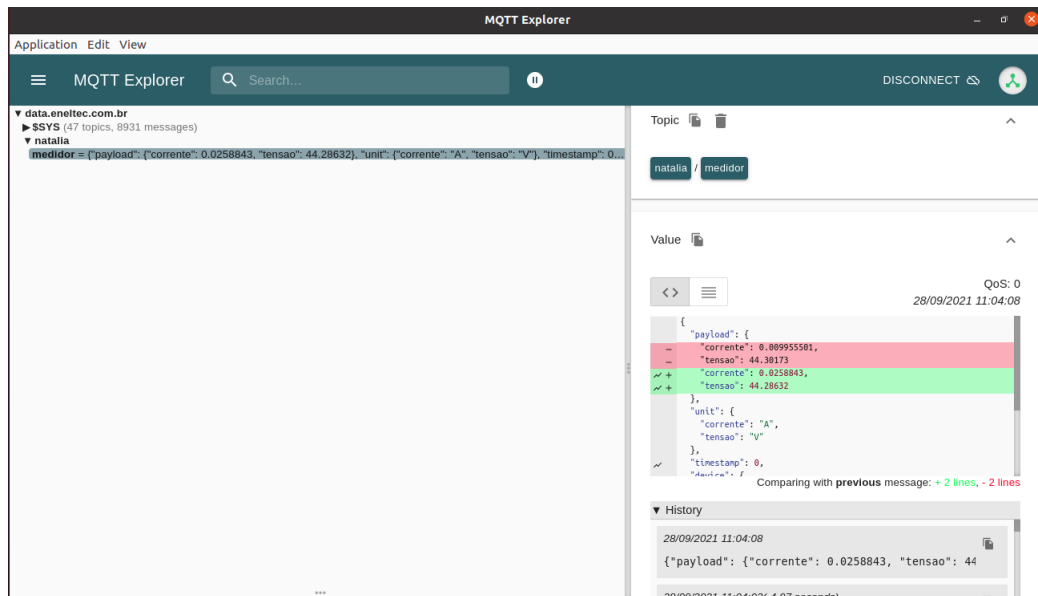 MQTT Explorer
Application Edit View
MQTT Explorer
Search...
DISCONNECT
▼ data.eneltec.com.br
▶ $SYS (47 topics, 8931 messages)
▼ natalia
medidor = {"payload": {"corrente": 0.0258843, "tensao": 44.28632}, "unit": {"corrente": "A", "tensao": "V"}, "timestamp": 0...
Topic
natalia / medidor
Value
QoS: 0
28/09/2021 11:04:08
{
"payload": {
- "corrente": 0.009955501,
- "tensao": 44.30173
+ "corrente": 0.0258843,
+ "tensao": 44.28632
},
"unit": {
"corrente": "A",
"tensao": "V"
},
"timestamp": 0,
"device": {
Comparing with previous message: + 2 lines, - 2 lines
▼ History
28/09/2021 11:04:08
{"payload": {"corrente": 0.0258843, "tensao": 44